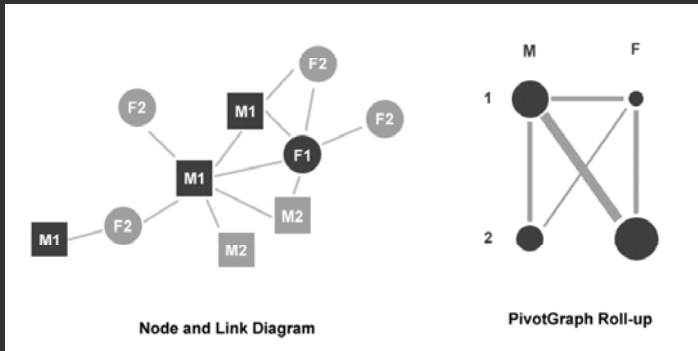 M F
F2
F2 M1 1
F2
F1
M1
M2
F2
M1 2
M2
PivotGraph Roll-up
Node and Link Diagram